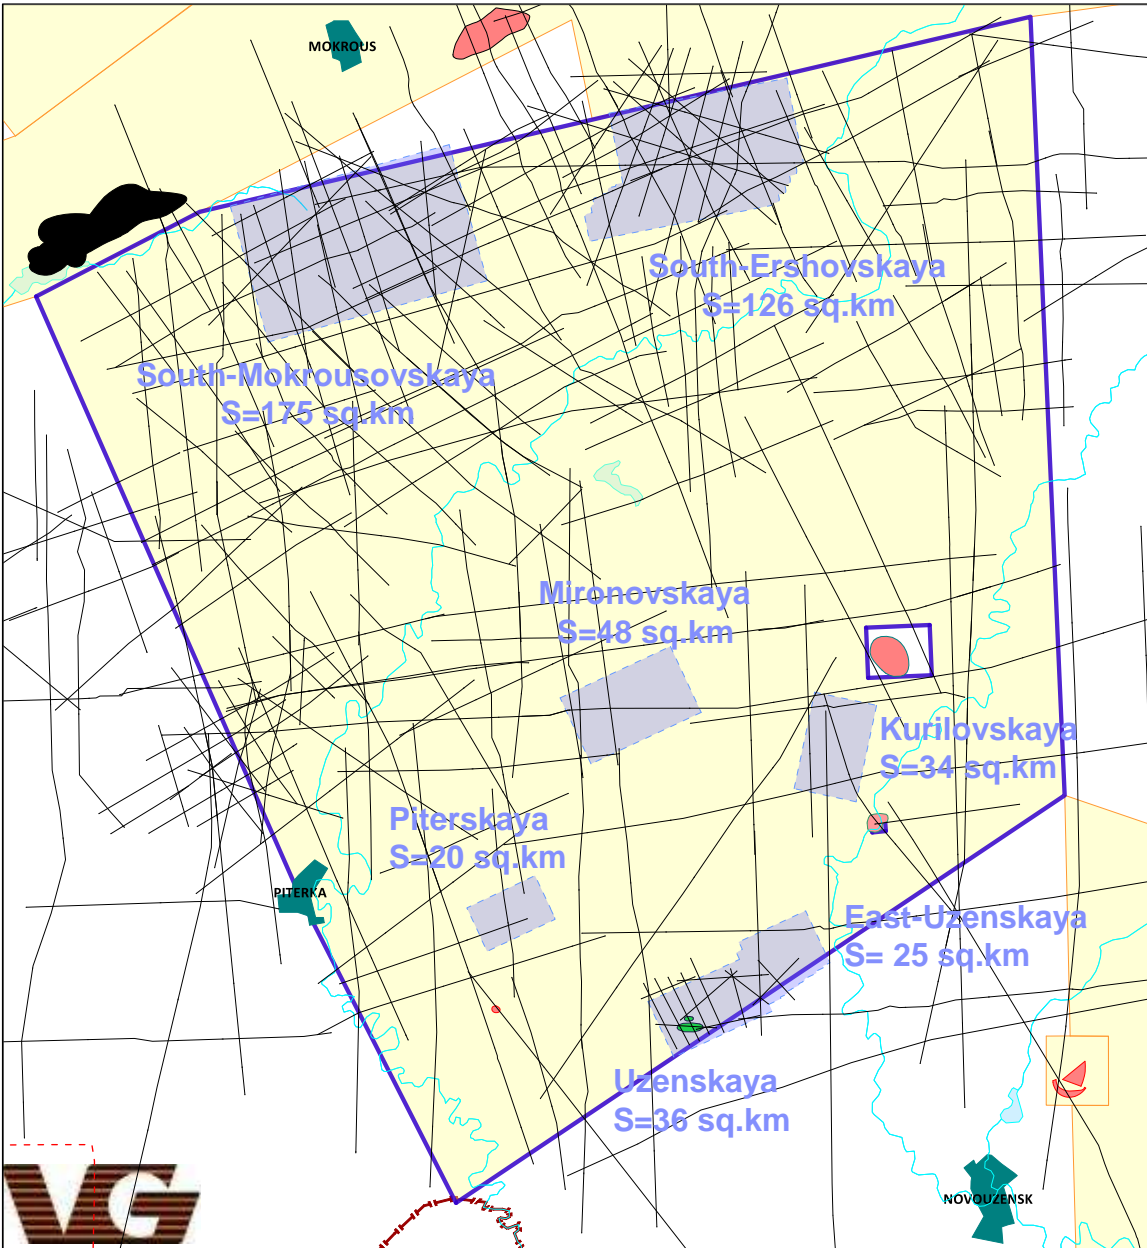 MOKROUS
South-Ershovskaya
S=126 sq.km
South-Mokrousovskaya
S=175 sq.km
Mironovskaya
S=48 sq.km
Kurilovskaya
S=34 sq.km
Piterskaya
S=20 sq.km
PITERKA
East-Uzenskaya
S= 25 sq.km
Uzenskaya
S=36 sq.km
NOVOUZENSK
VG